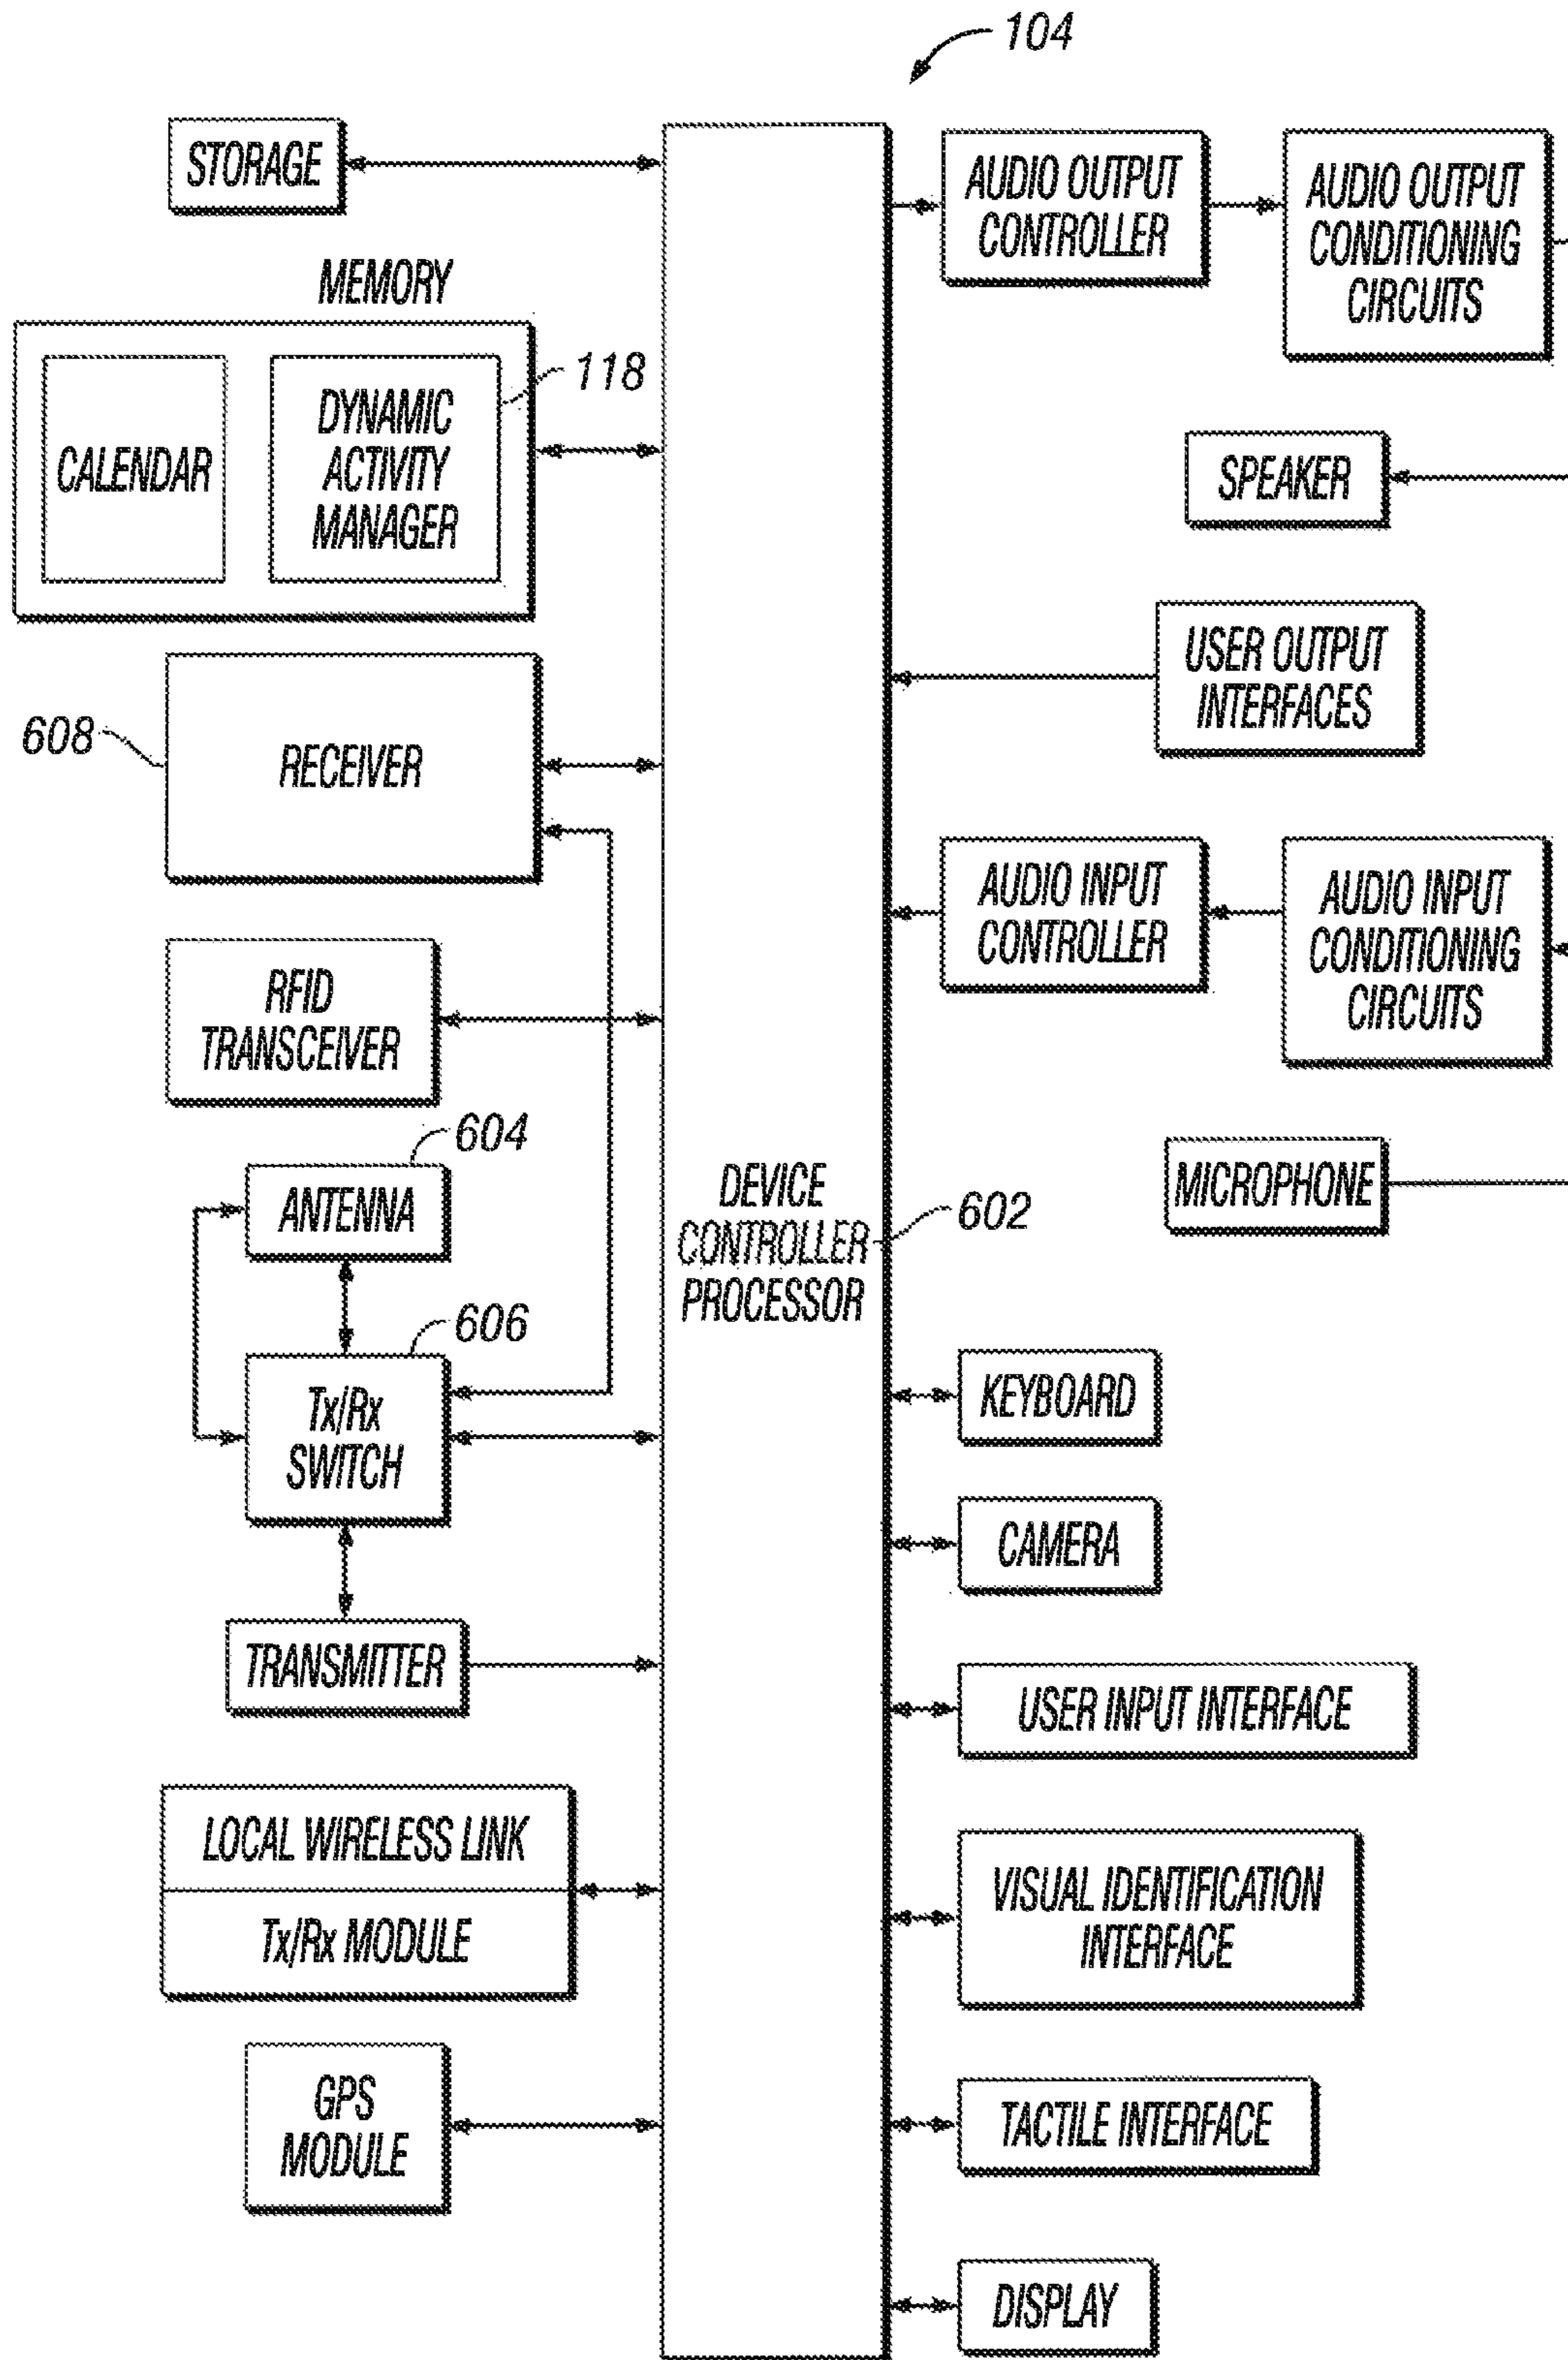 104
STORAGE
MEMORY
CALENDAR
DYNAMIC
ACTIVITY
MANAGER
118
608
RECEIVER
RFID
TRANSCEIVER
604
ANTENNA
606
Tx/Rx
SWITCH
TRANSMITTER
LOCAL WIRELESS LINK
Tx/Rx MODULE
GPS
MODULE
DEVICE
CONTROLLER
PROCESSOR
602
AUDIO OUTPUT
CONTROLLER
AUDIO OUTPUT
CONDITIONING
CIRCUITS
SPEAKER
USER OUTPUT
INTERFACES
AUDIO INPUT
CONTROLLER
AUDIO INPUT
CONDITIONING
CIRCUITS
MICROPHONE
KEYBOARD
CAMERA
USER INPUT INTERFACE
VISUAL IDENTIFICATION
INTERFACE
TACTILE INTERFACE
DISPLAY